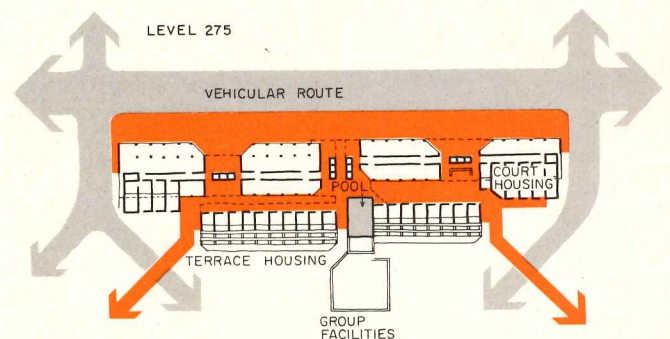 LEVEL 275
VEHICULAR ROUTE
COURT
HOUSING
POOL
TERRACE HOUSING
GROUP
FACILITIES